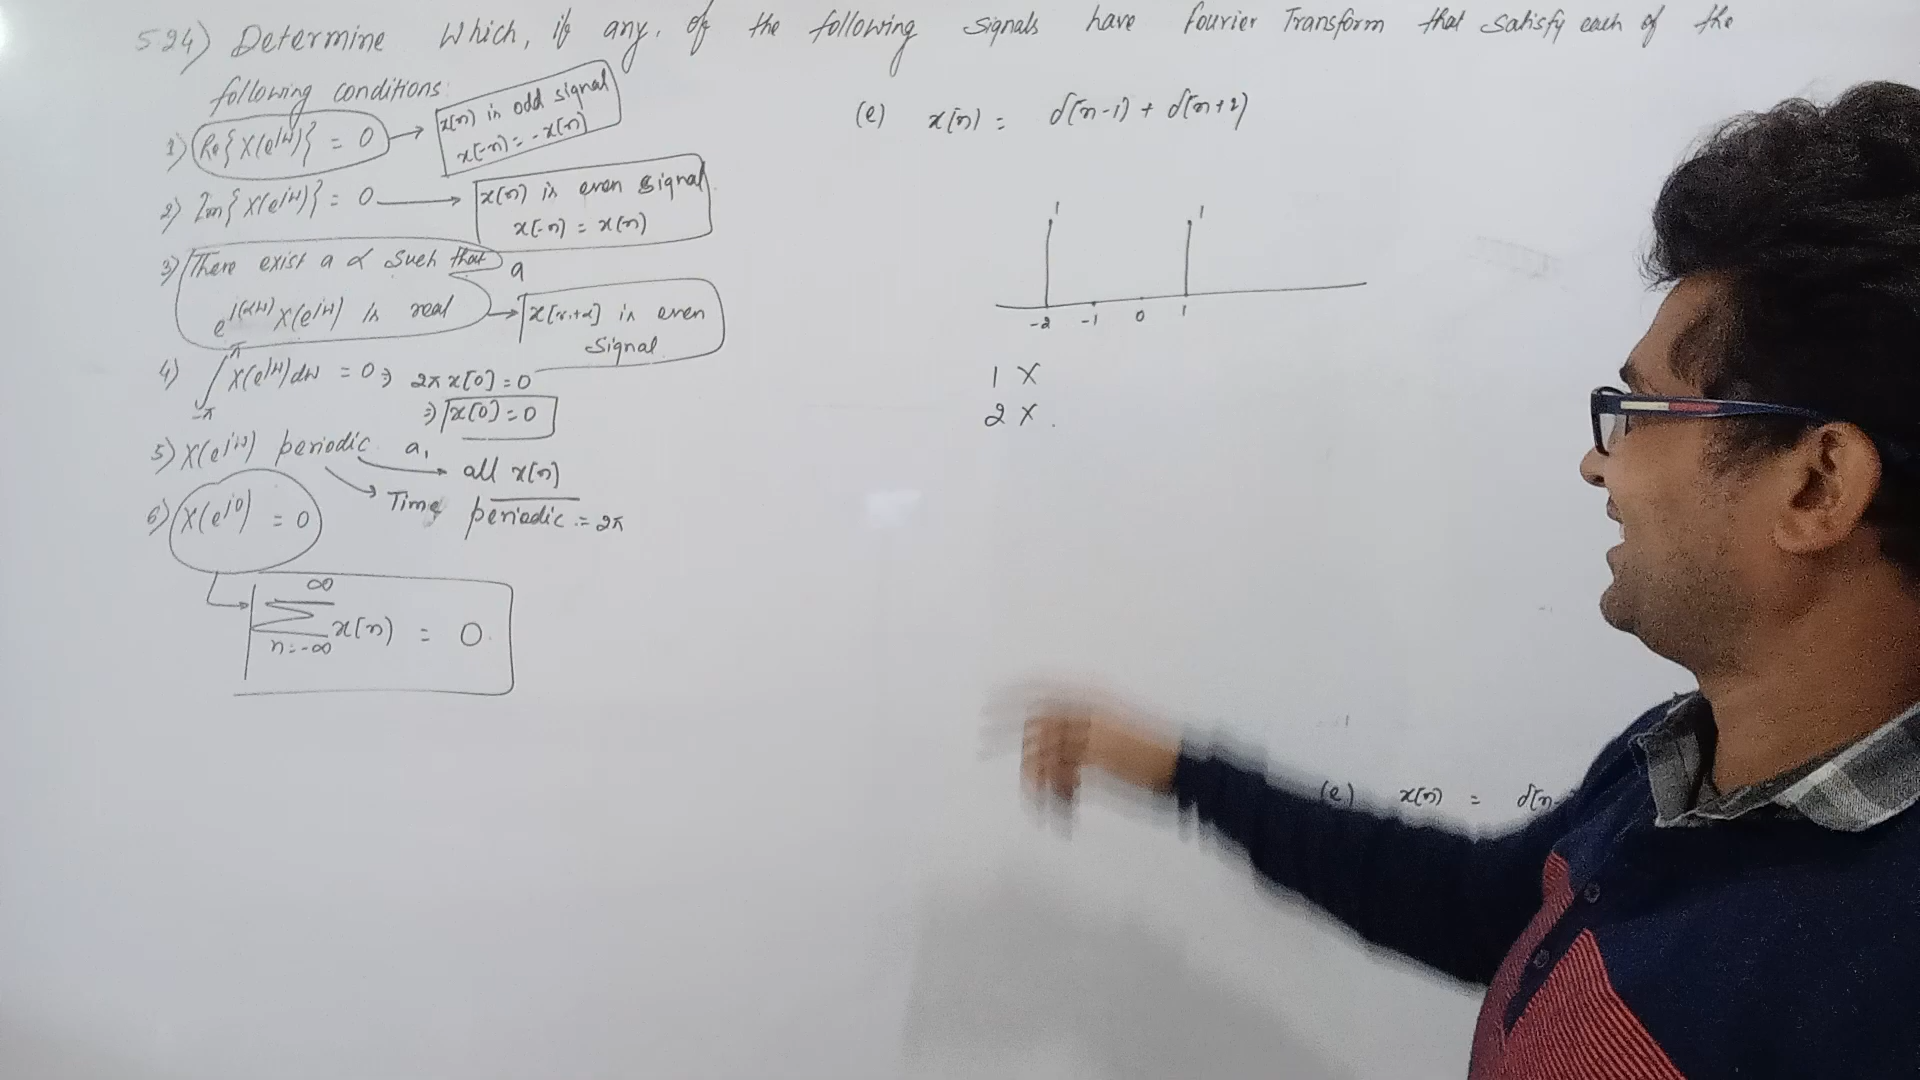 5.24) Determine which, if any, of the following signals have Fourier Transform that satisfy each of the
following conditions:
1) Re{X(e^jω)} = 0 → x[n] is odd signal
x[-n] = -x[n]
2) Im{X(e^jω)} = 0 → x[n] is even signal
x[-n] = x[n]
3) There exist a α such that a
e^j(αω) X(e^jω) is real → x[n+α] is even
signal
4) ∫_-π^π X(e^jω)dω = 0 ⇒ 2π x[0] = 0
⇒ x[0] = 0
5) X(e^jω) periodic a, → all x[n]
→ Time periodic = 2π
6) X(e^j0) = 0
∞
Σ x[n] = 0.
n=-∞
(e) x[n] = δ[n-1] + δ[n+2]
1 1
-2 -1 0 1
1 X
2 X.
(e) x[n] = δ[n-